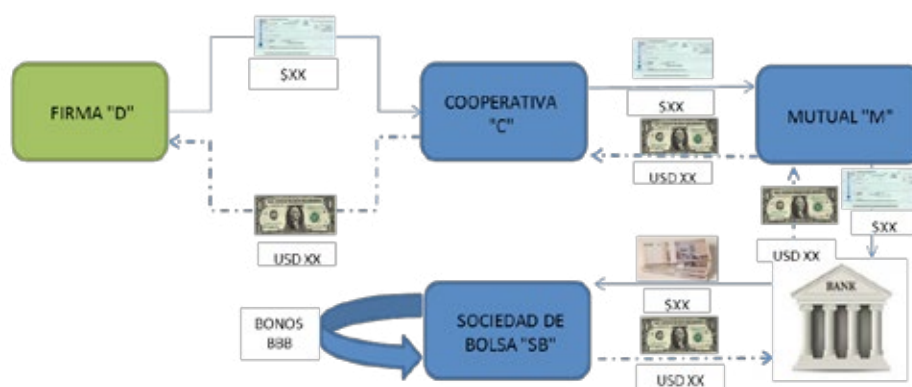 $XX
FIRMA "D"
COOPERATIVA
"C"
$XX
MUTUAL "M"
USD XX
$XX
USD XX
USD XX
BANK
$XX
BONOS
BBB
SOCIEDAD DE
BOLSA "SB"
USD XX